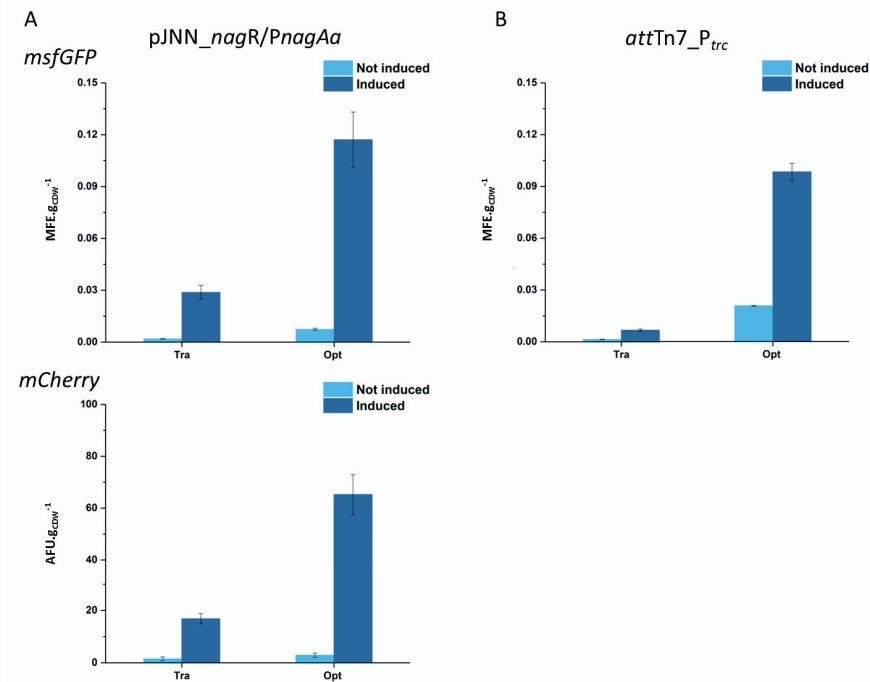 A
pJNN_nagR/PnagAa
msfGFP
Not induced
Induced
0.15
0.12
0.09
0.06
0.03
0.00
MFE.gCDW-1
Tra
Opt
B
attTn7_Ptrc
Not induced
Induced
0.15
0.12
0.09
0.06
0.03
0.00
MFE.gCDW-1
Tra
Opt
mCherry
Not induced
Induced
100
80
60
40
20
0
AFU.gCDW-1
Tra
Opt